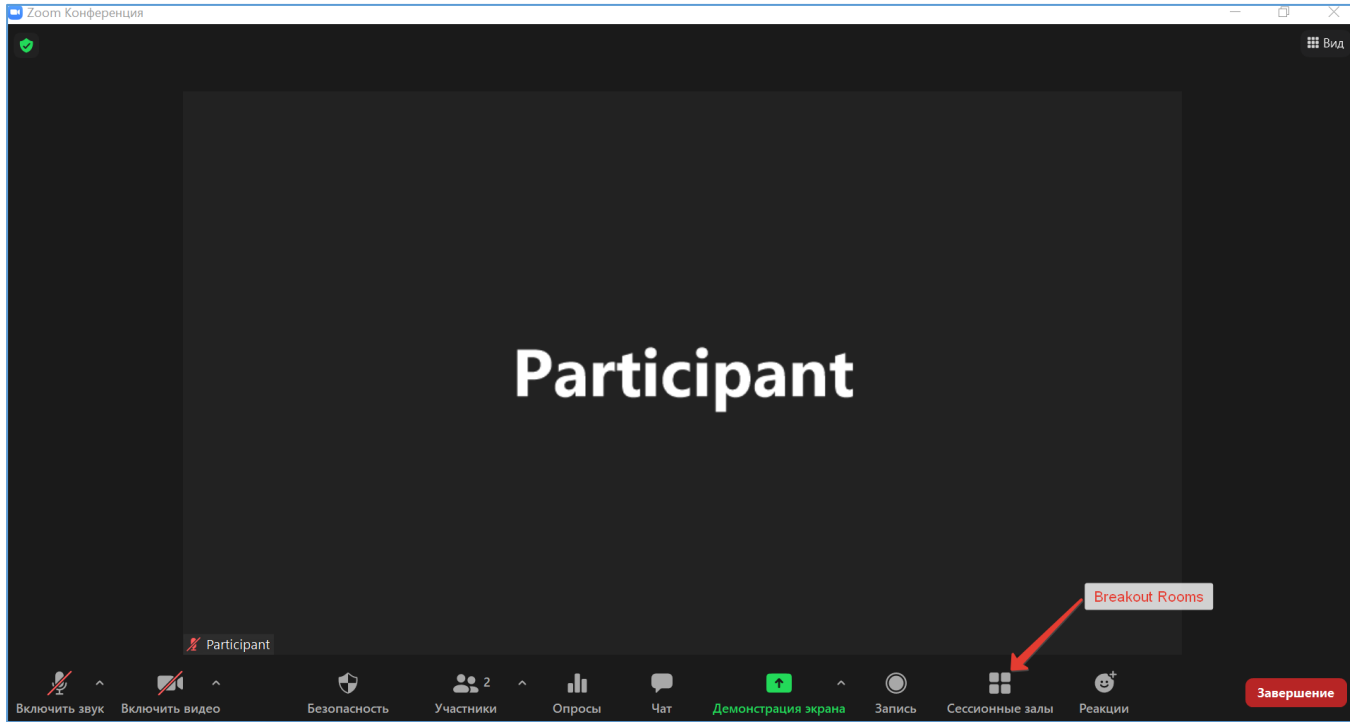 Zoom Конференция
Вид
Participant
Breakout Rooms
Participant
2
Включить звук
Включить видео
Безопасность
Участники
Опросы
Чат
Демонстрация экрана
Запись
Сессионные залы
Реакции
Завершение